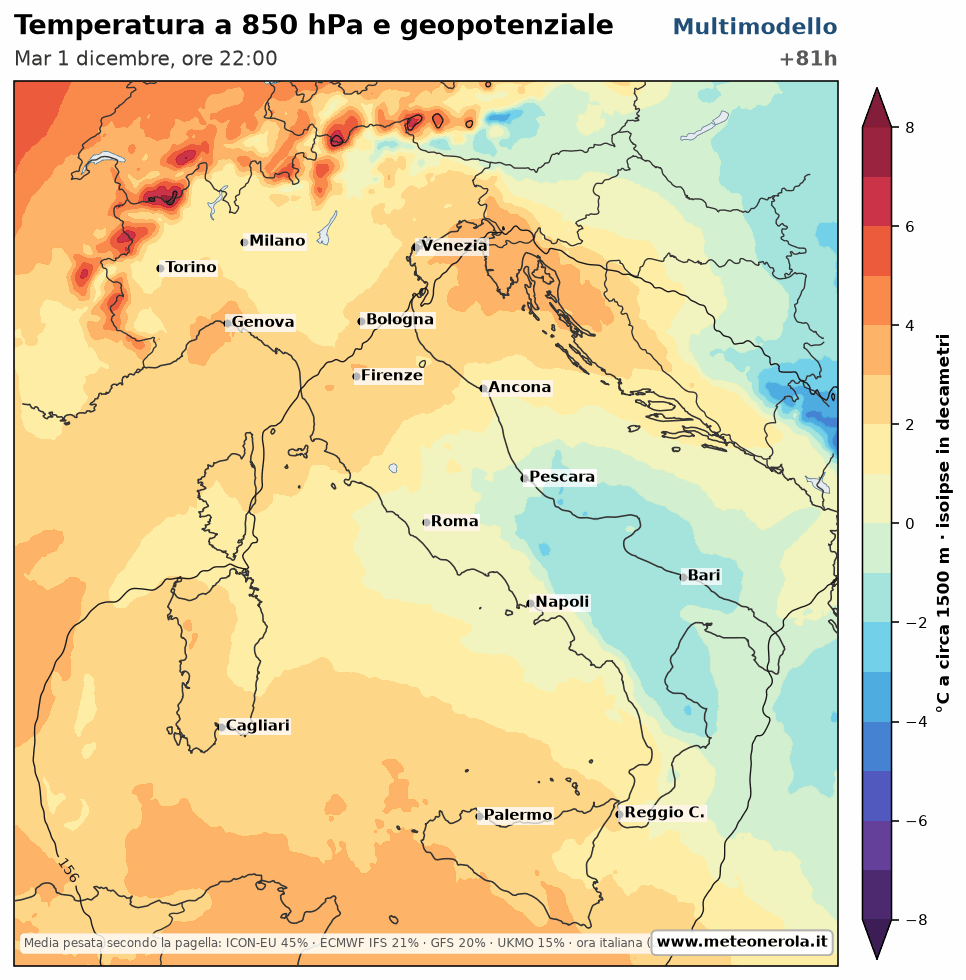 Temperatura a 850 hPa e geopotenziale
Multimodello
Mar 1 dicembre, ore 22:00
+81h
Milano
Venezia
Torino
Genova
Bologna
Firenze
Ancona
Pescara
Roma
Bari
Napoli
Cagliari
Palermo
Reggio C.
156
8
6
4
2
0
−2
−4
−6
−8
°C a circa 1500 m · isoipse in decametri
Media pesata secondo la pagella: ICON-EU 45% · ECMWF IFS 21% · GFS 20% · UKMO 15% · ora italiana (
www.meteonerola.it